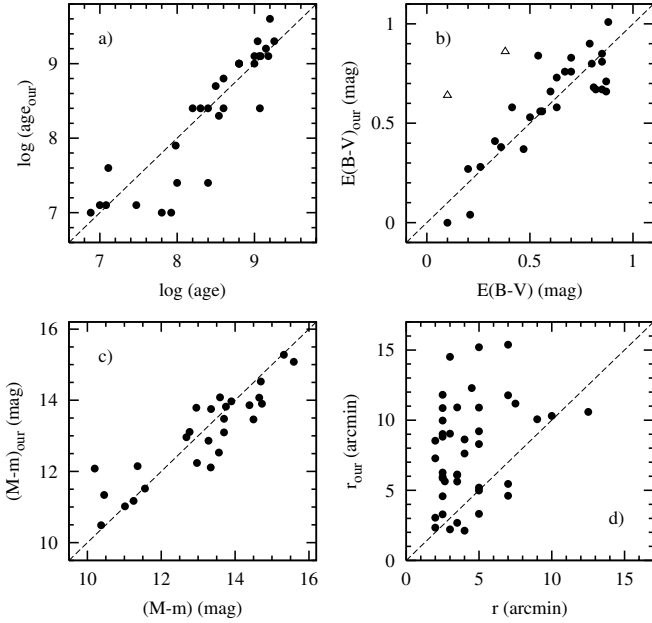 a)
log (age_our)
9
8
7
7 8 9
log (age)
b)
E(B-V)_our (mag)
1
0.5
0
0 0.5 1
E(B-V) (mag)
c)
(M-m)_our (mag)
16
14
12
10
10 12 14 16
(M-m) (mag)
r_our (arcmin)
15
10
5
0
d)
0 5 10 15
r (arcmin)